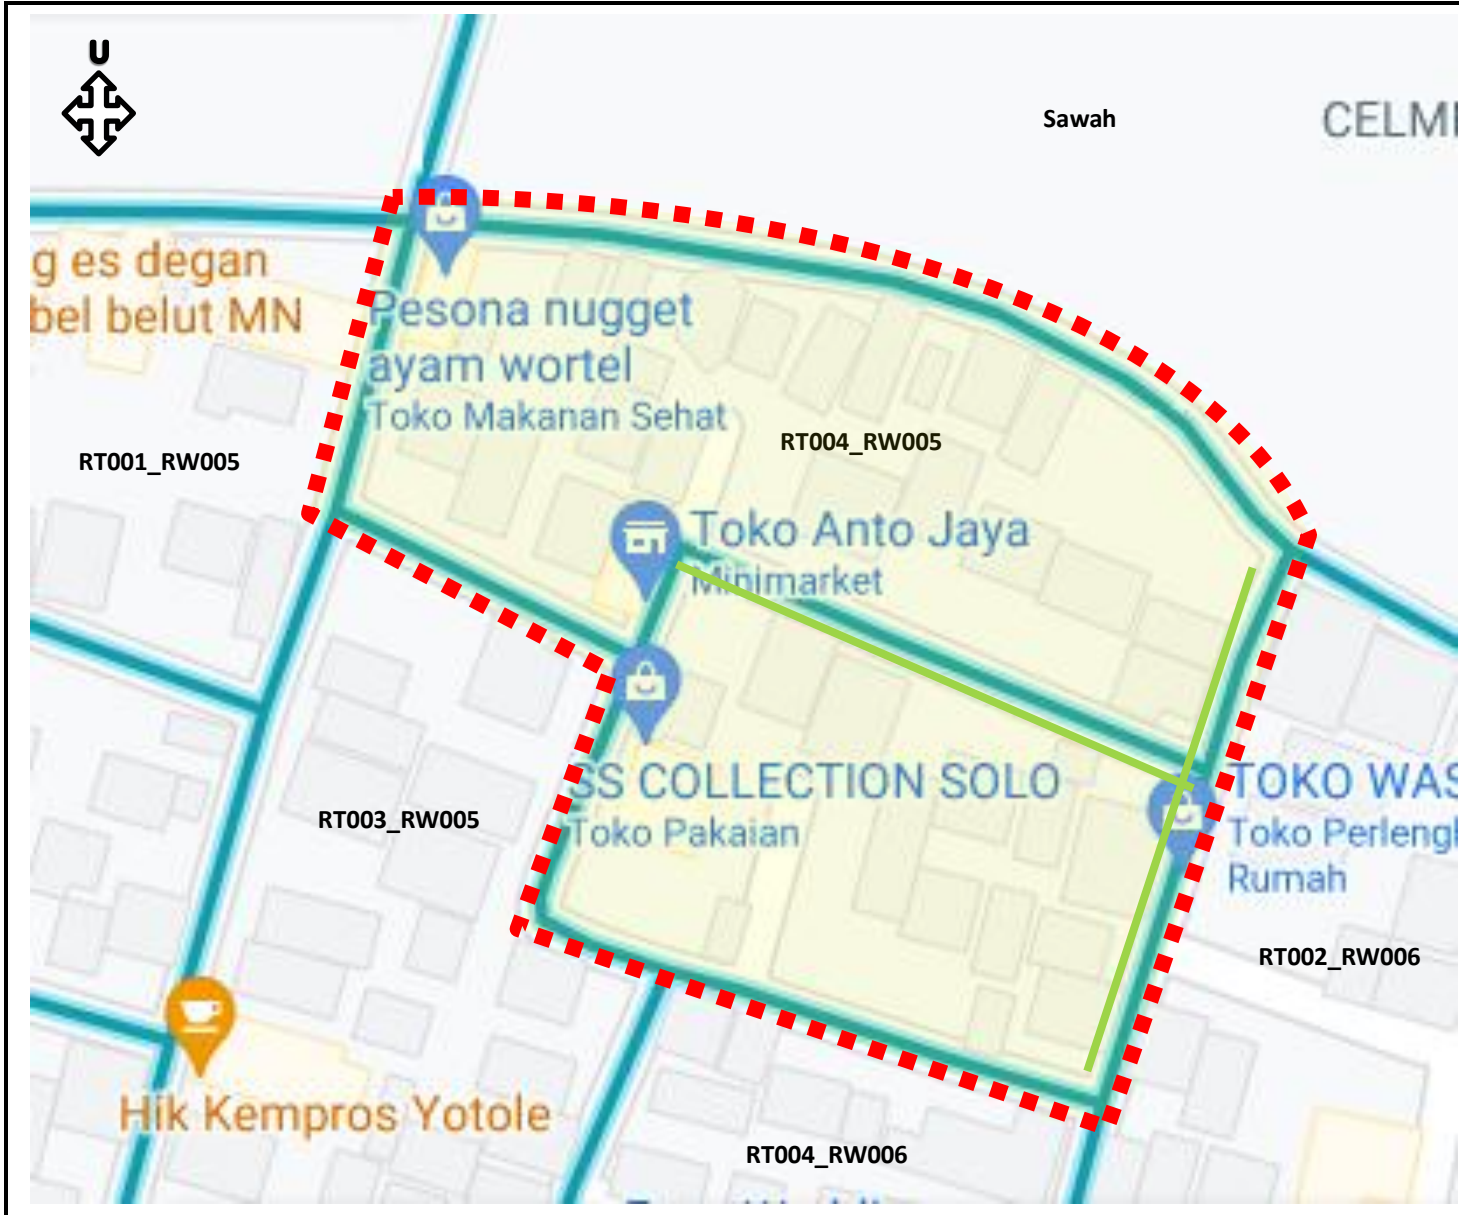 U
Sawah
CELM
g es degan
bel belut MN
Pesona nugget
ayam wortel
Toko Makanan Sehat
RT004_RW005
RT001_RW005
Toko Anto Jaya
Minimarket
SS COLLECTION SOLO
Toko Pakaian
TOKO WAS
Toko Perleng
Rumah
RT003_RW005
RT002_RW006
Hik Kempros Yotole
RT004_RW006